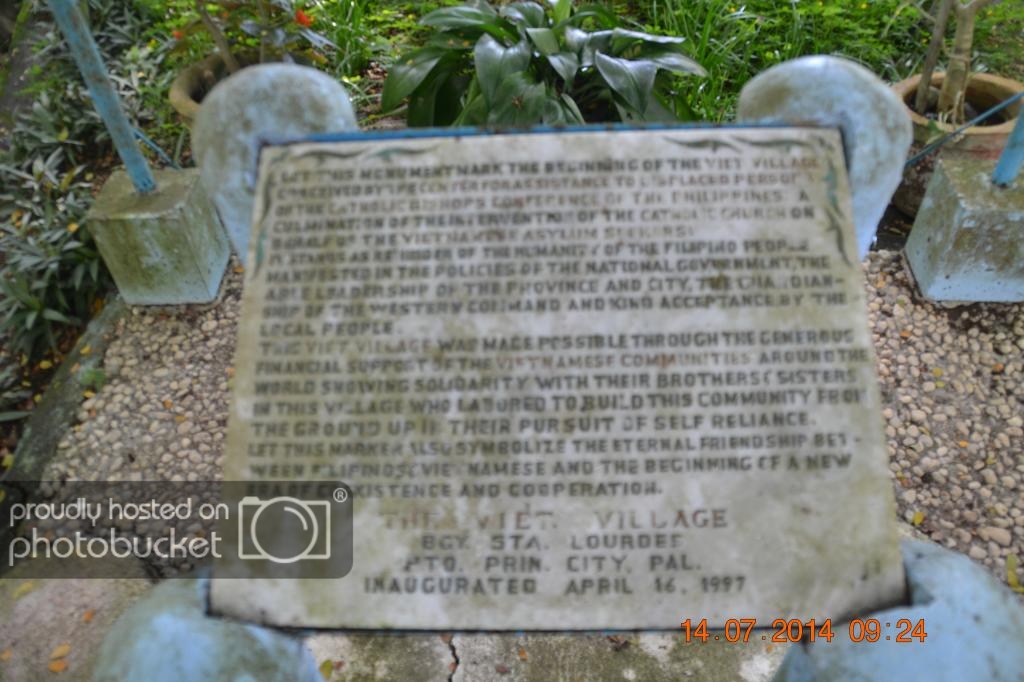 LET THIS MONUMENT MARK THE BEGINNING OF THE VIET VILLAGE
CONCEIVED BY THE CENTER FOR ASSISTANCE TO DISPLACED PERSONS
OF THE CATHOLIC BISHOPS CONFERENCE OF THE PHILIPPINES, A
CULMINATION OF THE INTERVENTION OF THE CATHOLIC CHURCH ON
BEHALF OF THE VIETNAMESE ASYLUM SEEKERS.
IT STANDS AS REMINDER OF THE HUMANITY OF THE FILIPINO PEOPLE
MANIFESTED IN THE POLICIES OF THE NATIONAL GOVERNMENT, THE
ABLE LEADERSHIP OF THE PROVINCE AND CITY, THE GUARDIAN-
SHIP OF THE WESTERN COMMAND AND KIND ACCEPTANCE BY THE
LOCAL PEOPLE.
THIS VIET VILLAGE WAS MADE POSSIBLE THROUGH THE GENEROUS
FINANCIAL SUPPORT OF THE VIETNAMESE COMMUNITIES AROUND THE
WORLD SHOWING SOLIDARITY WITH THEIR BROTHERS & SISTERS
IN THIS VILLAGE WHO LABORED TO BUILD THIS COMMUNITY FROM
THE GROUND UP IN THEIR PURSUIT OF SELF RELIANCE.
LET THIS MARKER ALSO SYMBOLIZE THE ETERNAL FRIENDSHIP BET-
WEEN FILIPINOS & VIETNAMESE AND THE BEGINNING OF A NEW
EXISTENCE AND COOPERATION.
THE VIET VILLAGE
BGY. STA. LOURDES
PTO. PRIN. CITY, PAL.
INAUGURATED APRIL 16, 1997
proudly hosted on
photobucket ®
14.07.2014 09:24